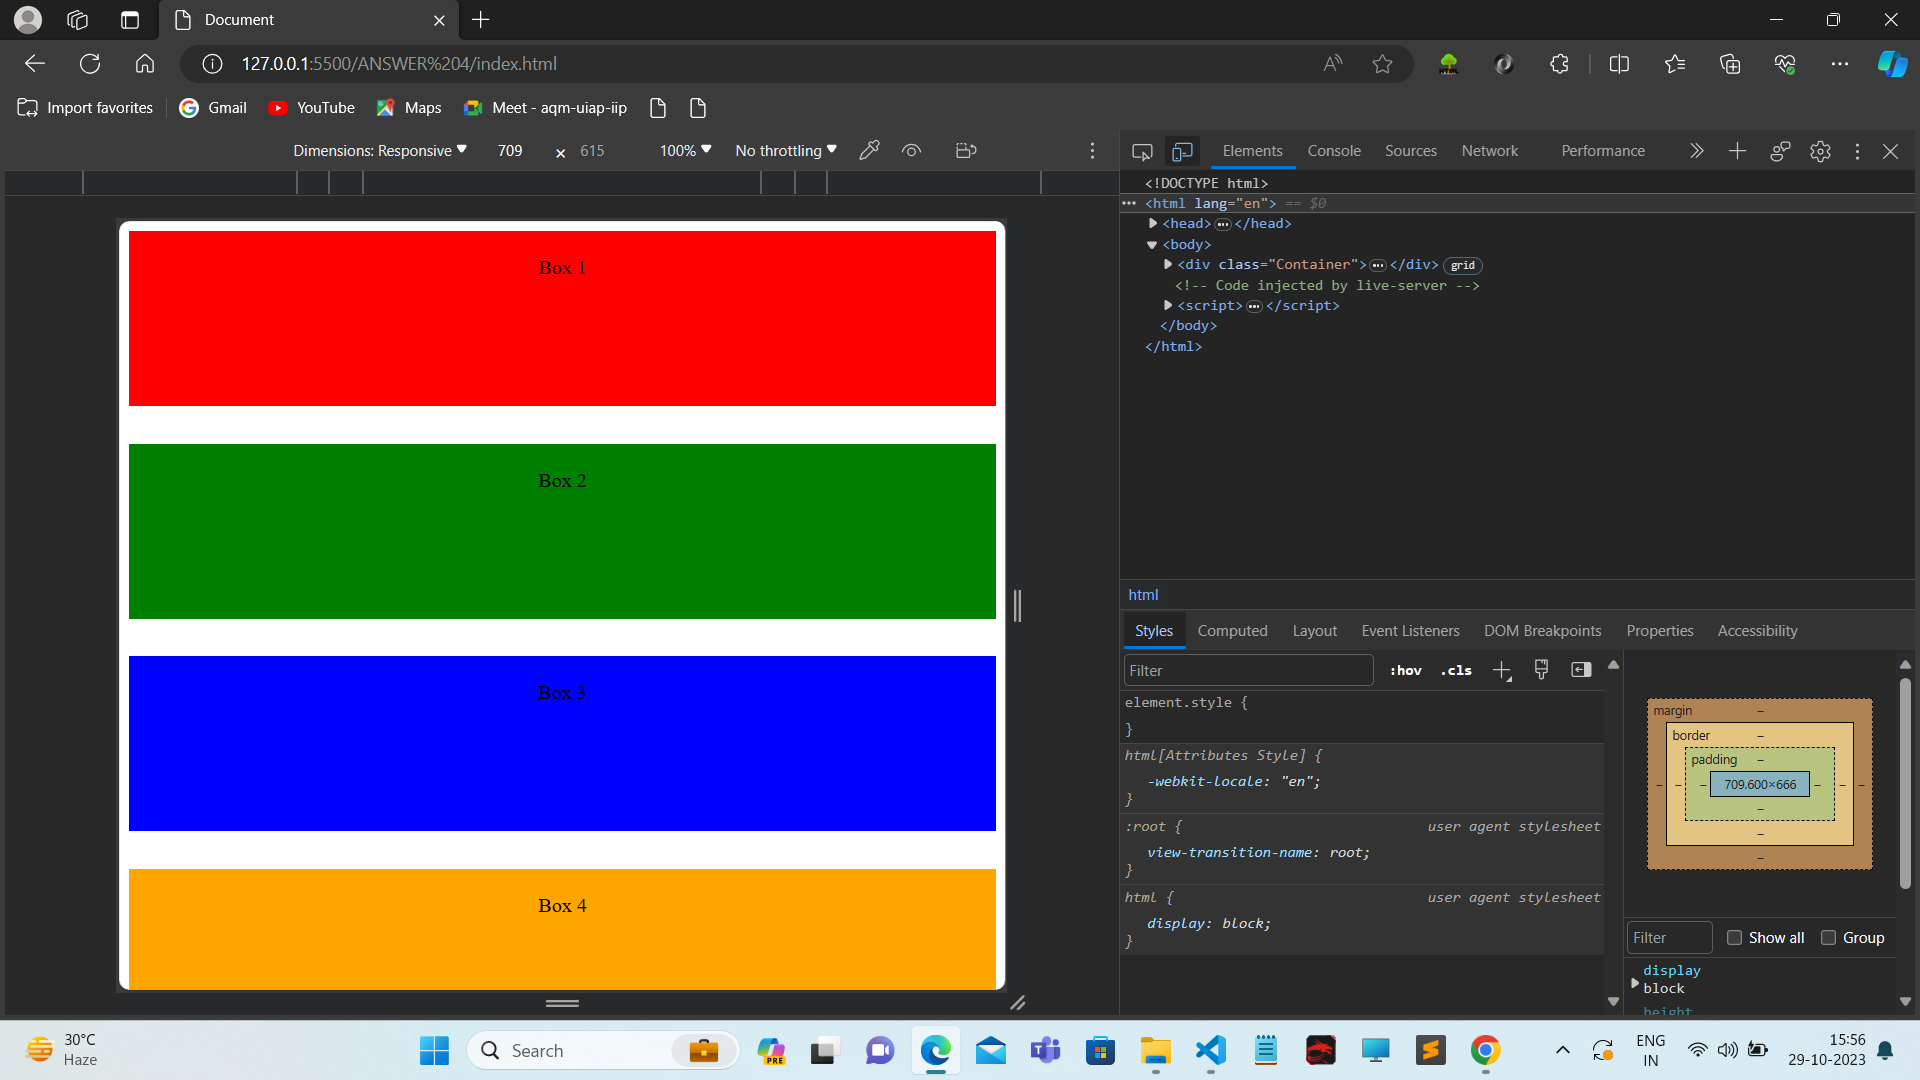 Document
127.0.0.1:5500/ANSWER%204/index.html
Import favorites
Gmail
YouTube
Maps
Meet - aqm-uiap-iip
Dimensions: Responsive
709
×
615
100%
No throttling
Elements
Console
Sources
Network
Performance
<!DOCTYPE html>
<html lang="en"> == $0
<head>…</head>
<body>
<div class="Container">…</div> grid
<!-- Code injected by live-server -->
<script>…</script>
</body>
</html>
Box 1
Box 2
Box 3
Box 4
html
Styles
Computed
Layout
Event Listeners
DOM Breakpoints
Properties
Accessibility
Filter
:hov
.cls
element.style {
}
html[Attributes Style] {
-webkit-locale: "en";
}
:root {
user agent stylesheet
view-transition-name: root;
}
html {
user agent stylesheet
display: block;
}
margin
–
border
–
padding
–
– – – 709.600×666 – – –
–
–
–
Filter
Show all
Group
display
block
height
30°C
Haze
Search
PRE
ENG
IN
15:56
29-10-2023